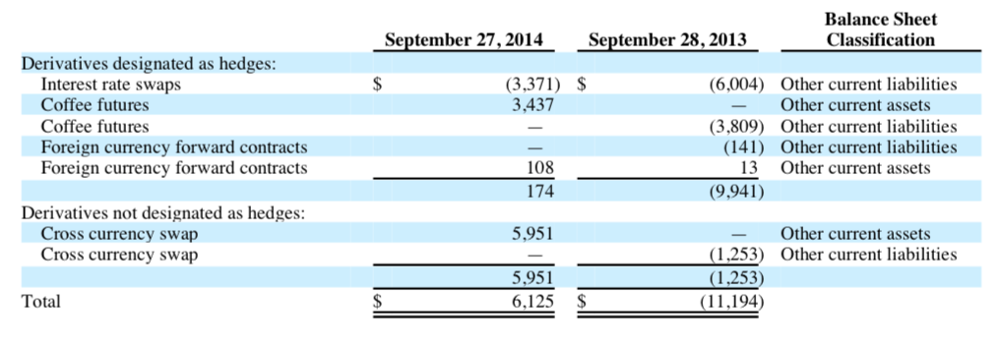 Balance Sheet
September 27, 2014 September 28, 2013 Classification
Derivatives designated as hedges:
Interest rate swaps $ (3,371) $ (6,004) Other current liabilities
Coffee futures 3,437 — Other current assets
Coffee futures — (3,809) Other current liabilities
Foreign currency forward contracts — (141) Other current liabilities
Foreign currency forward contracts 108 13 Other current assets
174 (9,941)
Derivatives not designated as hedges:
Cross currency swap 5,951 — Other current assets
Cross currency swap — (1,253) Other current liabilities
5,951 (1,253)
Total $ 6,125 $ (11,194)